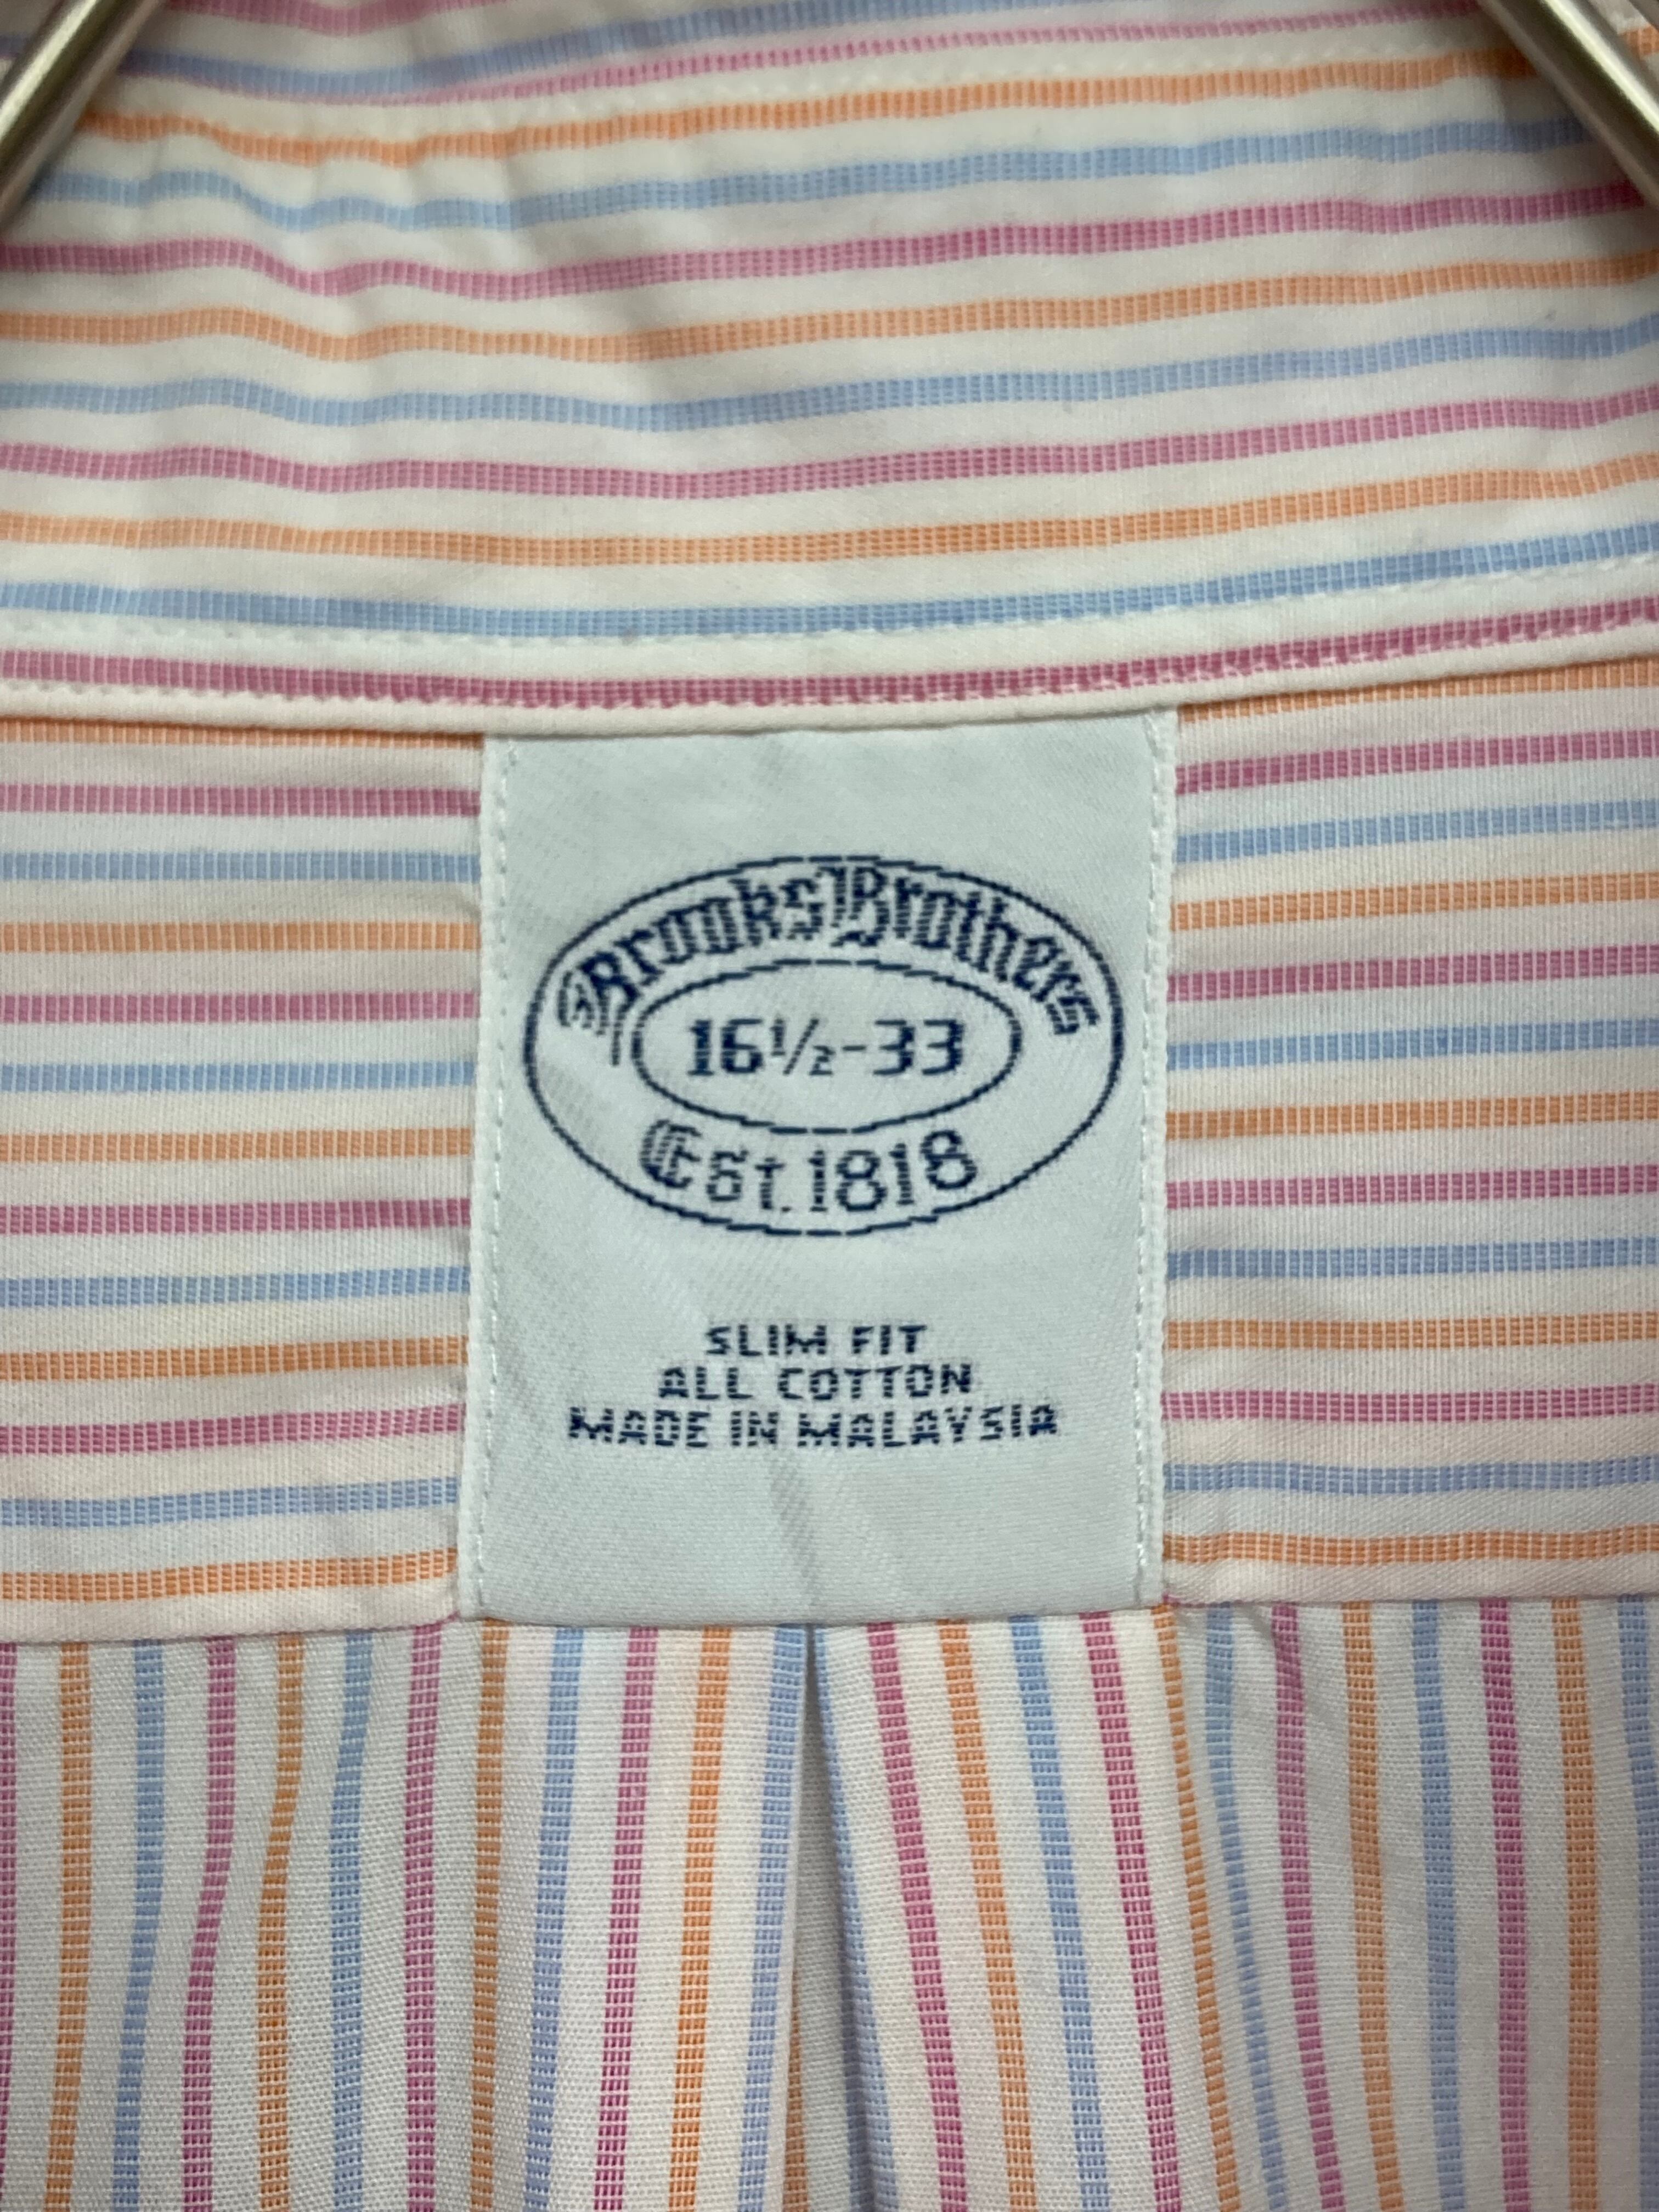 Brooks Brothers
16½-33
Est. 1818
SLIM FIT
ALL COTTON
MADE IN MALAYSIA